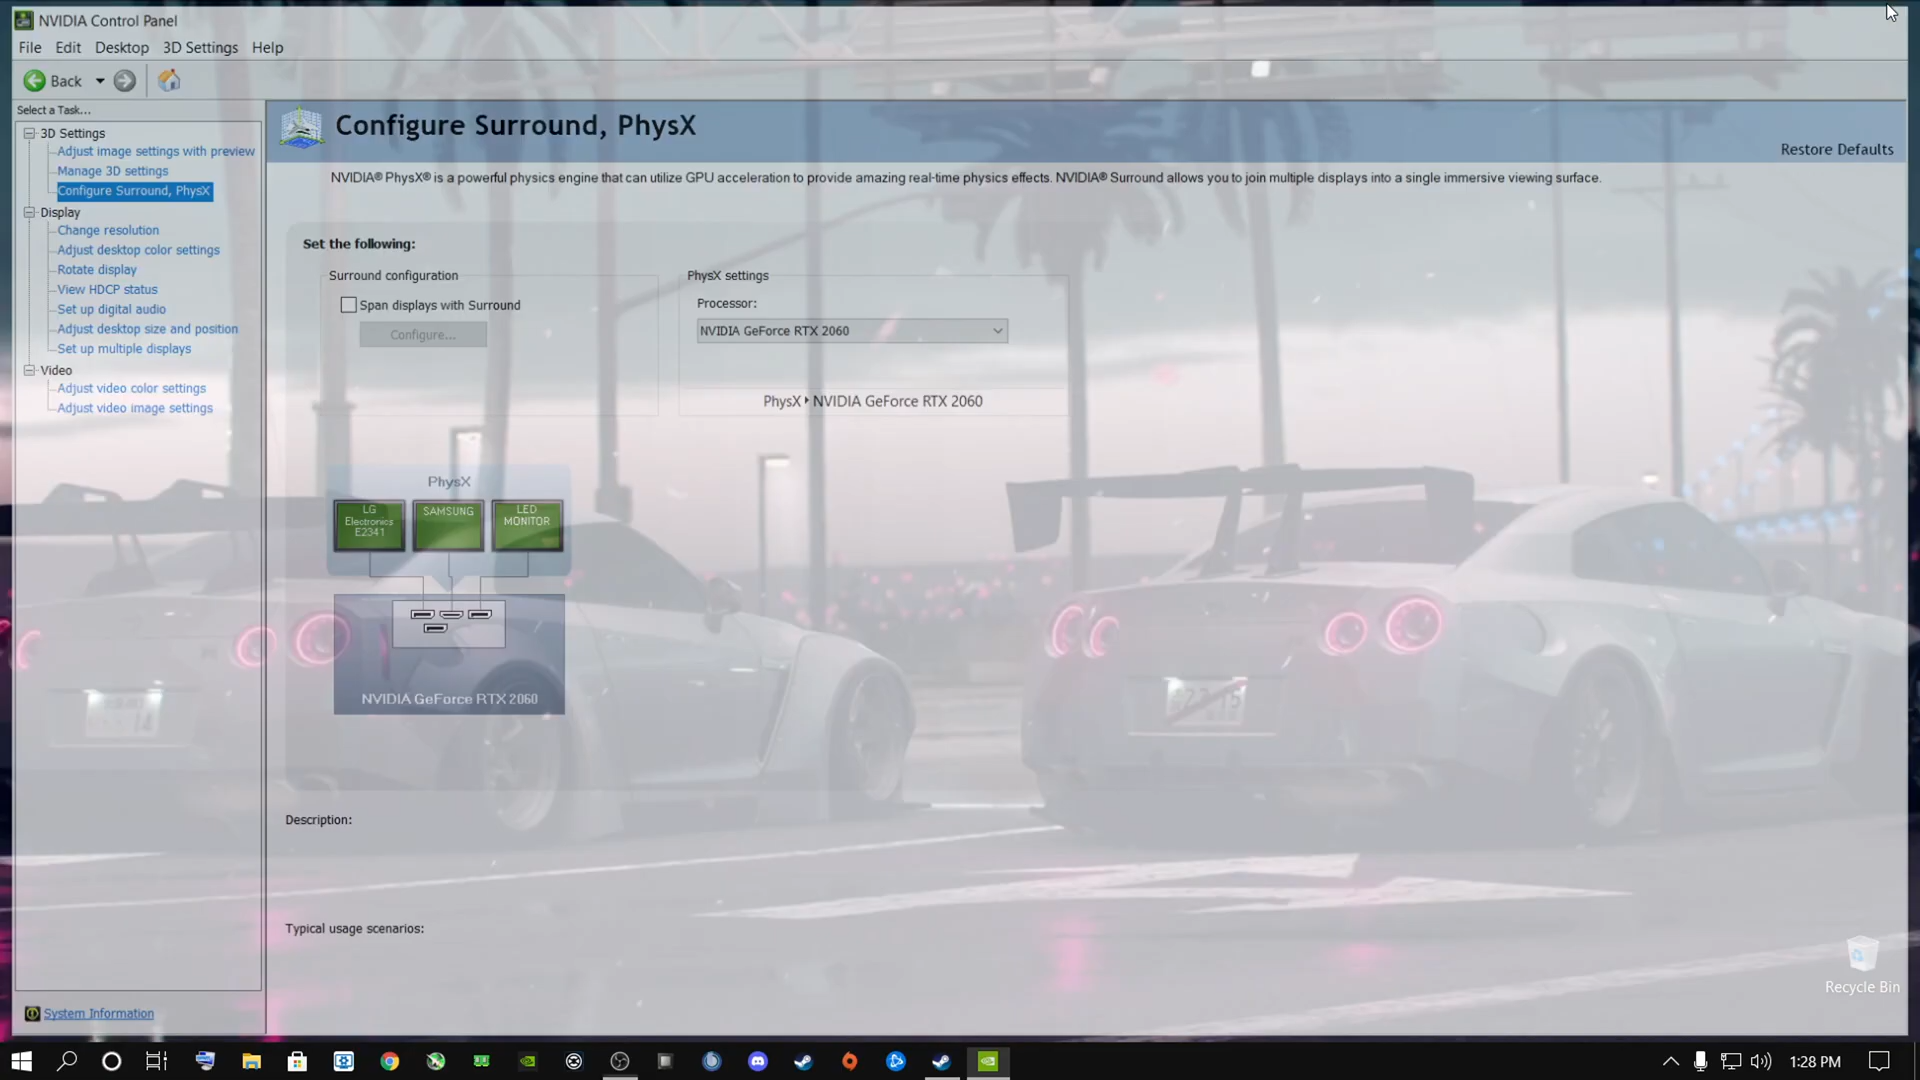 NVIDIA Control Panel
File Edit Desktop 3D Settings Help
Back
Select a Task...
3D Settings
Adjust image settings with preview
Manage 3D settings
Configure Surround, PhysX
Display
Change resolution
Adjust desktop color settings
Rotate display
View HDCP status
Set up digital audio
Adjust desktop size and position
Set up multiple displays
Video
Adjust video color settings
Adjust video image settings
System Information
Configure Surround, PhysX
Restore Defaults
NVIDIA® PhysX® is a powerful physics engine that can utilize GPU acceleration to provide amazing real-time physics effects. NVIDIA® Surround allows you to join multiple displays into a single immersive viewing surface.
Set the following:
Surround configuration
Span displays with Surround
Configure...
PhysX settings
Processor:
NVIDIA GeForce RTX 2060
PhysX NVIDIA GeForce RTX 2060
PhysX
LG
Electronics
E2341
SAMSUNG
LED
MONITOR
NVIDIA GeForce RTX 2060
Description:
Typical usage scenarios:
Recycle Bin
1:28 PM